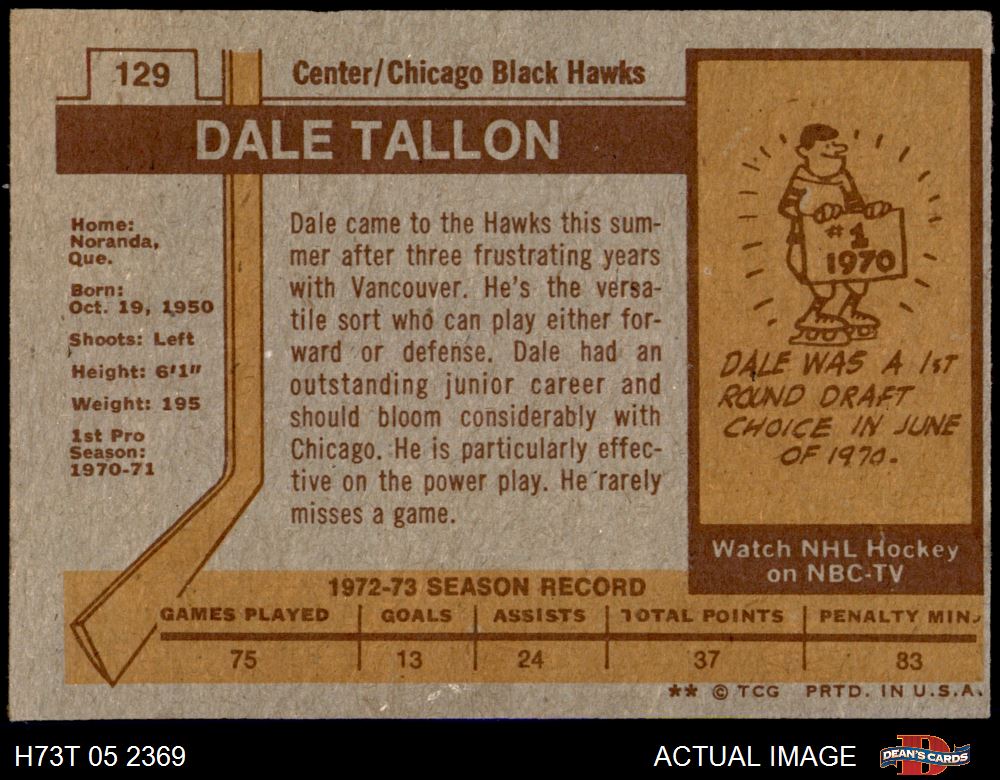 129
Center/Chicago Black Hawks
DALE TALLON
Home:
Noranda,
Que.
Born:
Oct. 19, 1950
Shoots: Left
Height: 6'1"
Weight: 195
1st Pro
Season:
1970-71
Dale came to the Hawks this sum-
mer after three frustrating years
with Vancouver. He's the versa-
tile sort who can play either for-
ward or defense. Dale had an
outstanding junior career and
should bloom considerably with
Chicago. He is particularly effec-
tive on the power play. He rarely
misses a game.
#1
1970
DALE WAS A 1ST
ROUND DRAFT
CHOICE IN JUNE
OF 1970.
Watch NHL Hockey
on NBC-TV
1972-73 SEASON RECORD
GAMES PLAYED GOALS ASSISTS TOTAL POINTS PENALTY MIN.
75 13 24 37 83
** © TCG PRTD. IN U.S.A.
H73T 05 2369
ACTUAL IMAGE
DEAN'S CARDS